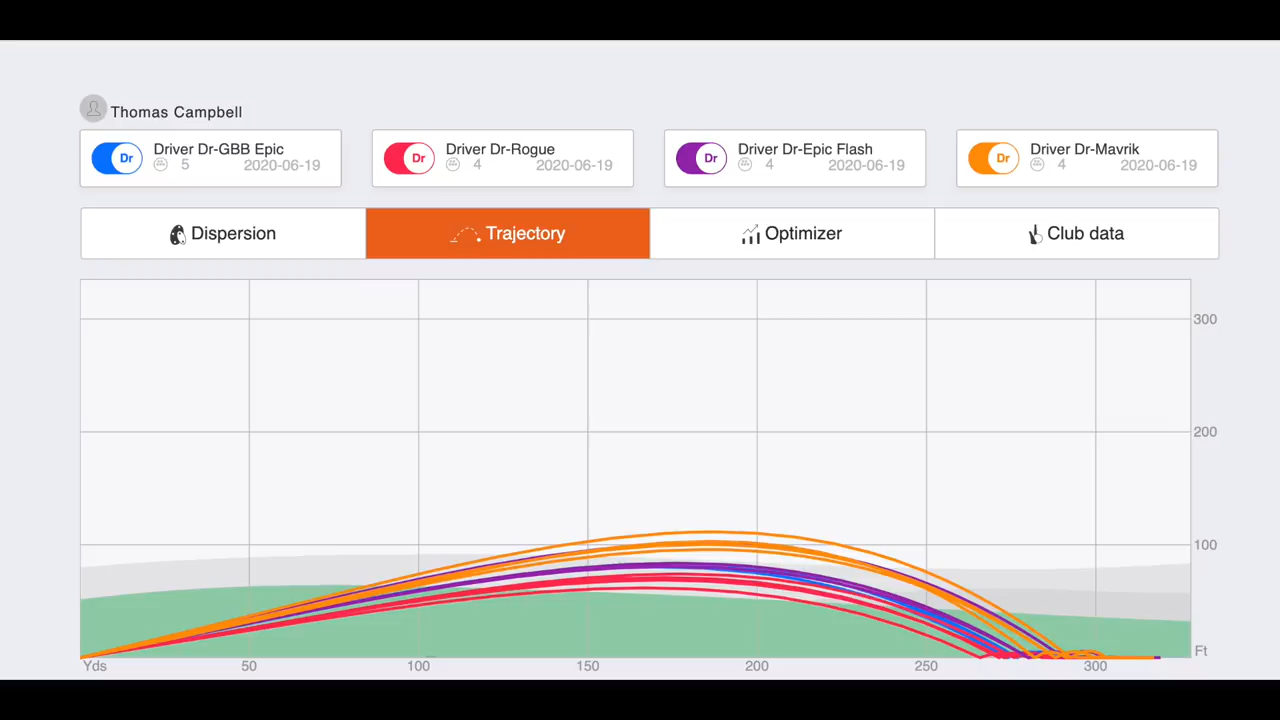 Thomas Campbell
Dr Driver Dr-GBB Epic
5 2020-06-19
Dr Driver Dr-Rogue
4 2020-06-19
Dr Driver Dr-Epic Flash
4 2020-06-19
Dr Driver Dr-Mavrik
4 2020-06-19
Dispersion
Trajectory
Optimizer
Club data
300
200
100
Ft
Yds 50 100 150 200 250 300